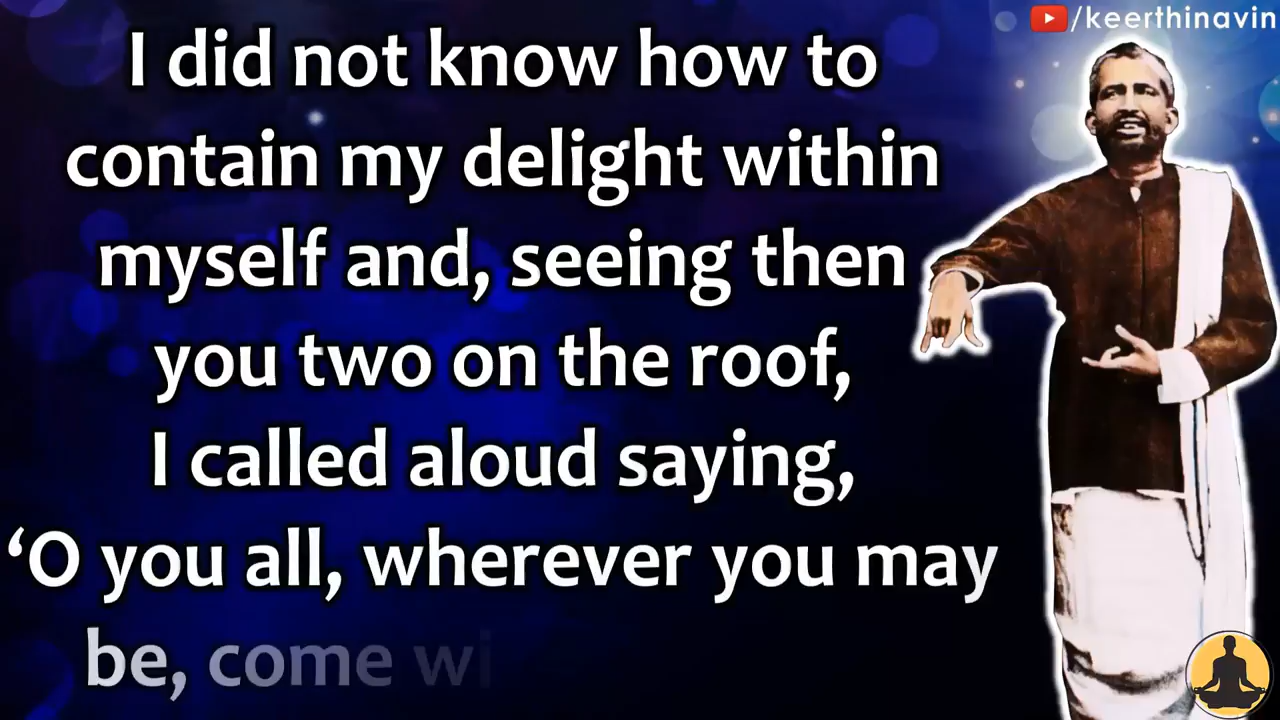 /keerthinavin
I did not know how to
contain my delight within
myself and, seeing then
you two on the roof,
I called aloud saying,
‘O you all, wherever you may
be, come wi